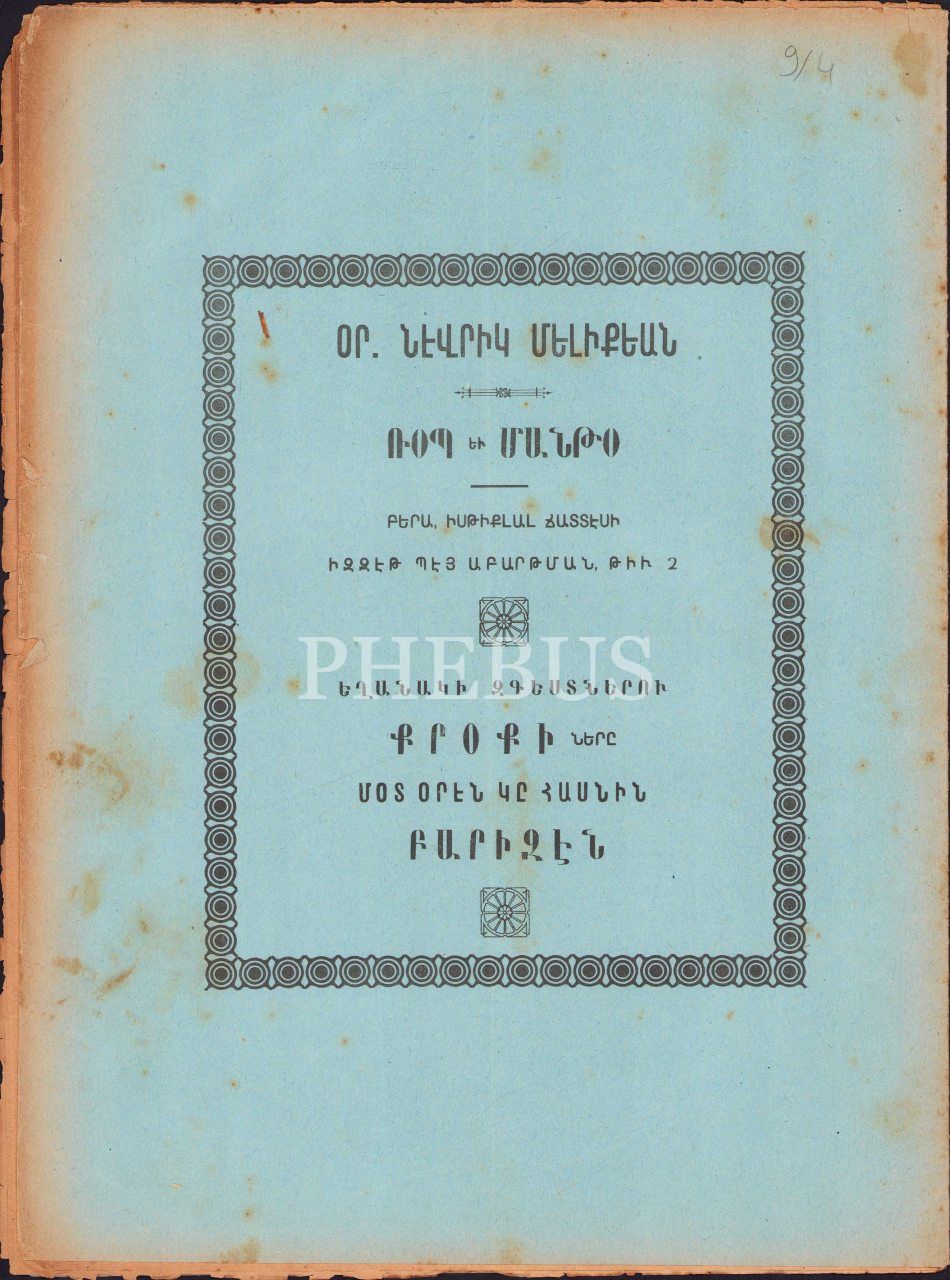 9/4
ՕՐ. ՆԷՎՐԻԿ ՄԵԼԻՔԵԱՆ
ՌՕՊ ԵՒ ՄԱՆԹՕ
ԲԵՐԱ, ԻՍԹԻՔԼԱԼ ՃԱՏՏԷՍԻ
ԻԶԶԷԹ ՊԷՅ ԱԲԱՐԹՄԱՆ, ԹԻՒ 2
PHEBUS
ԵՂԱՆԱԿԻ ԶԳԵՍՏՆԵՐՈՒ
ՔՐՕՔԻ ՆԵՐԸ
ՄՕՏ ՕՐԷՆ ԿԸ ՀԱՍՆԻՆ
ԲԱՐԻԶԷՆ